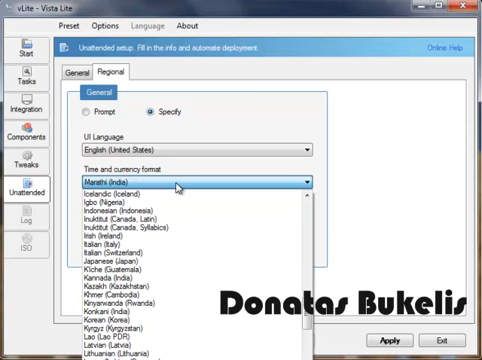 vLite - Vista Lite
Preset Options Language About
Unattended setup. Fill in the info and automate deployment.
Online Help
Start
Tasks
Integration
Components
Tweaks
Unattended
Log
ISO
General Regional
General
Prompt Specify
UI Language
English (United States)
Time and currency format
Marathi (India)
Icelandic (Iceland)
Igbo (Nigeria)
Indonesian (Indonesia)
Inuktitut (Canada, Latin)
Inuktitut (Canada, Syllabics)
Irish (Ireland)
Italian (Italy)
Italian (Switzerland)
Japanese (Japan)
K'iche (Guatemala)
Kannada (India)
Kazakh (Kazakhstan)
Khmer (Cambodia)
Kinyarwanda (Rwanda)
Konkani (India)
Korean (Korea)
Kyrgyz (Kyrgyzstan)
Lao (Lao PDR)
Latvian (Latvia)
Lithuanian (Lithuania)
Donatas Bukelis
Apply Exit